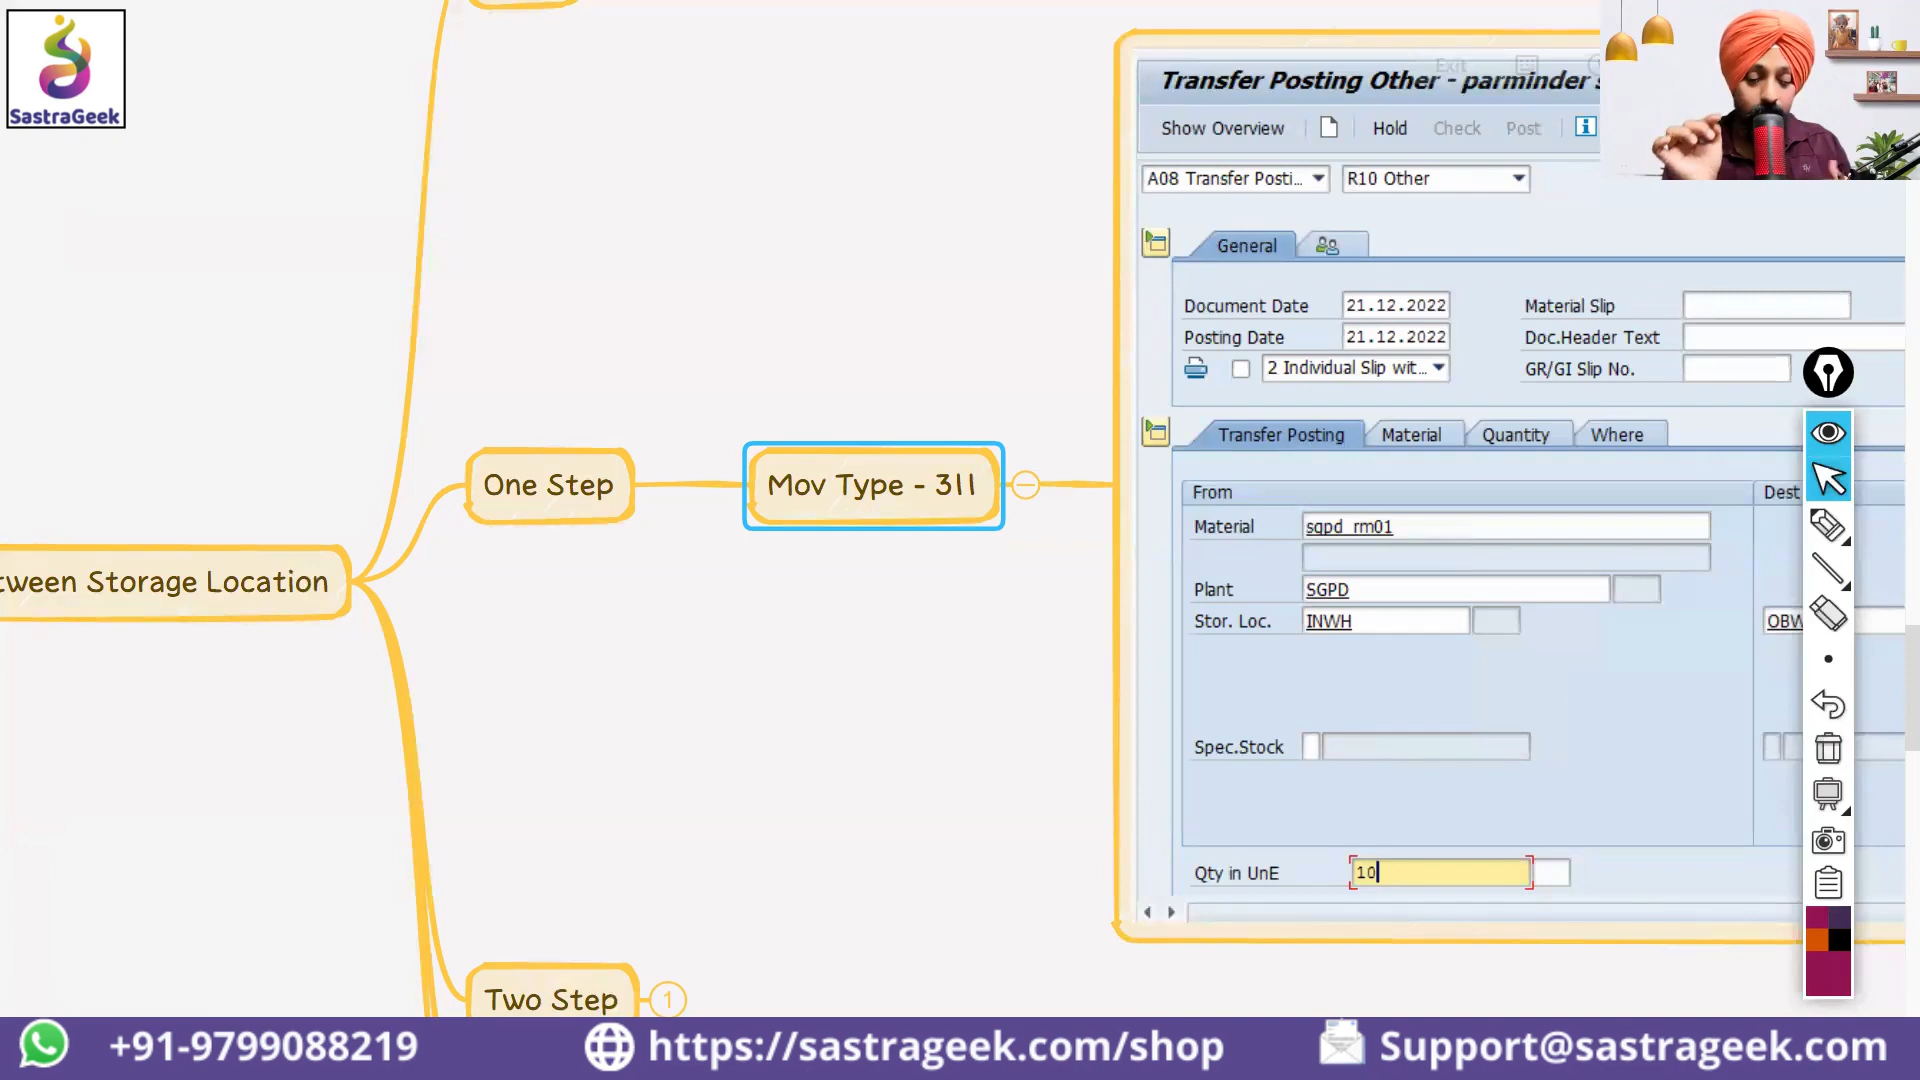 SastraGeek
Exit
Transfer Posting Other - parminder
Show Overview
Hold
Check
Post
A08 Transfer Posti...
R10 Other
General
Document Date
21.12.2022
Material Slip
Posting Date
21.12.2022
Doc.Header Text
2 Individual Slip wit...
GR/GI Slip No.
Transfer Posting
Material
Quantity
Where
One Step
Mov Type - 311
From
Dest
Material
sgpd_rm01
tween Storage Location
Plant
SGPD
Stor. Loc.
INWH
OBW
Spec.Stock
Qty in UnE
10
Two Step
1
+91-9799088219
https://sastrageek.com/shop
Support@sastrageek.com